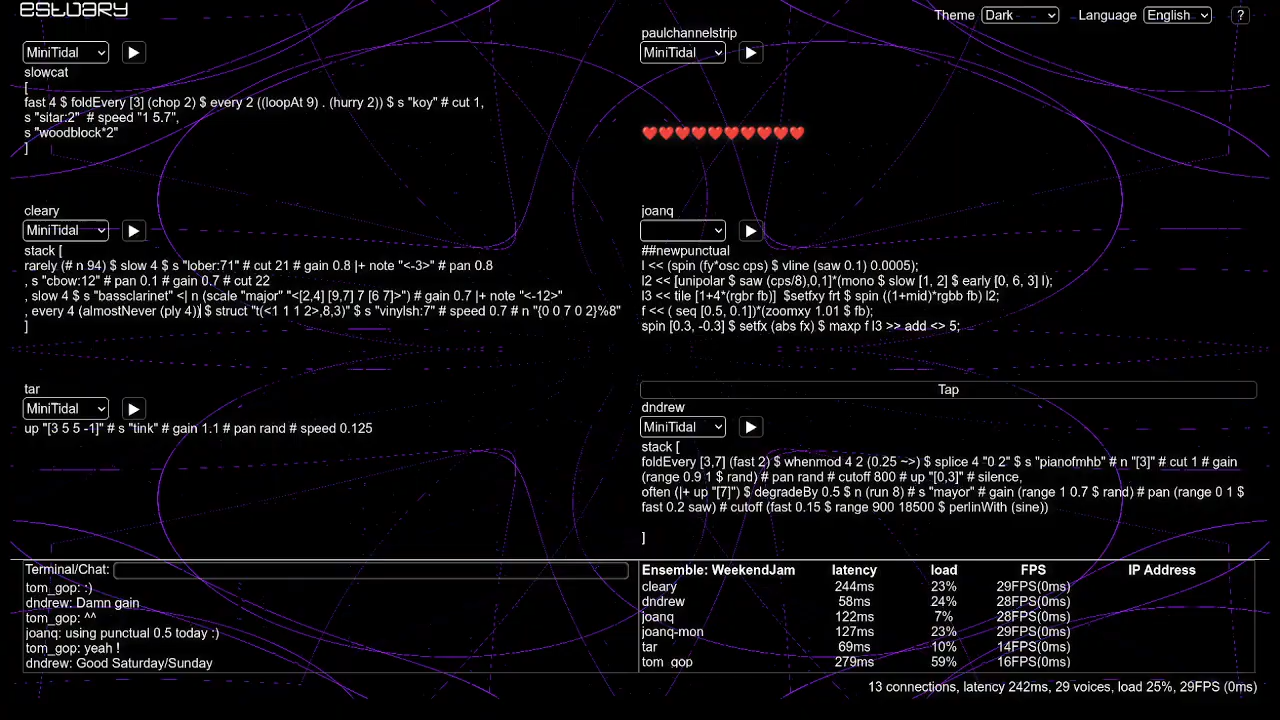 estuary
Theme Dark Language English ?
MiniTidal
slowcat
[
fast 4 $ foldEvery [3] (chop 2) $ every 2 ((loopAt 9) . (hurry 2)) $ s "koy" # cut 1,
s "sitar:2"  # speed "1 5.7",
s "woodblock*2"
]
paulchannelstrip
MiniTidal
❤️❤️❤️❤️❤️❤️❤️❤️❤️❤️
cleary
MiniTidal
stack [
rarely (# n 94) $ slow 4 $ s "lober:71" # cut 21 # gain 0.8 |+ note "<-3>" # pan 0.8
, s "cbow:12" # pan 0.1 # gain 0.7 # cut 22
, slow 4 $ s "bassclarinet" <| n (scale "major" "<[2,4] [9,7] 7 [6 7]>") # gain 0.7 |+ note "<-12>"
, every 4 (almostNever (ply 4)) $ struct "t(<1 1 1 2>,8,3)" $ s "vinylsh:7" # speed 0.7 # n "{0 0 7 0 2}%8"
]
joanq
##newpunctual
l << (spin (fy*osc cps) $ vline (saw 0.1) 0.0005);
l2 << [unipolar $ saw (cps/8),0,1]*(mono $ slow [1, 2] $ early [0, 6, 3] l);
l3 << tile [1+4*(rgbr fb)]  $setfxy frt $ spin ((1+mid)*rgbb fb) l2;
f << ( seq [0.5, 0.1])*(zoomxy 1.01 $ fb);
spin [0.3, -0.3] $ setfx (abs fx) $ maxp f l3 >> add <> 5;
tar
MiniTidal
up "[3 5 5 -1]" # s "tink" # gain 1.1 # pan rand # speed 0.125
Tap
dndrew
MiniTidal
stack [
foldEvery [3,7] (fast 2) $ whenmod 4 2 (0.25 ~>) $ splice 4 "0 2" $ s "pianofmhb" # n "[3]" # cut 1 # gain
(range 0.9 1 $ rand) # pan rand # cutoff 800 # up "[0,3]" # silence,
often (|+ up "[7]") $ degradeBy 0.5 $ n (run 8) # s "mayor" # gain (range 1 0.7 $ rand) # pan (range 0 1 $
fast 0.2 saw) # cutoff (fast 0.15 $ range 900 18500 $ perlinWith (sine))
]
Terminal/Chat:
tom_gop: :)
dndrew: Damn gain
tom_gop: ^^
joanq: using punctual 0.5 today :)
tom_gop: yeah !
dndrew: Good Saturday/Sunday
Ensemble: WeekendJam latency load FPS IP Address
cleary 244ms 23% 29FPS(0ms)
dndrew 58ms 24% 28FPS(0ms)
joanq 122ms 7% 28FPS(0ms)
joanq-mon 127ms 23% 29FPS(0ms)
tar 69ms 10% 14FPS(0ms)
tom_gop 279ms 59% 16FPS(0ms)
13 connections, latency 242ms, 29 voices, load 25%, 29FPS (0ms)